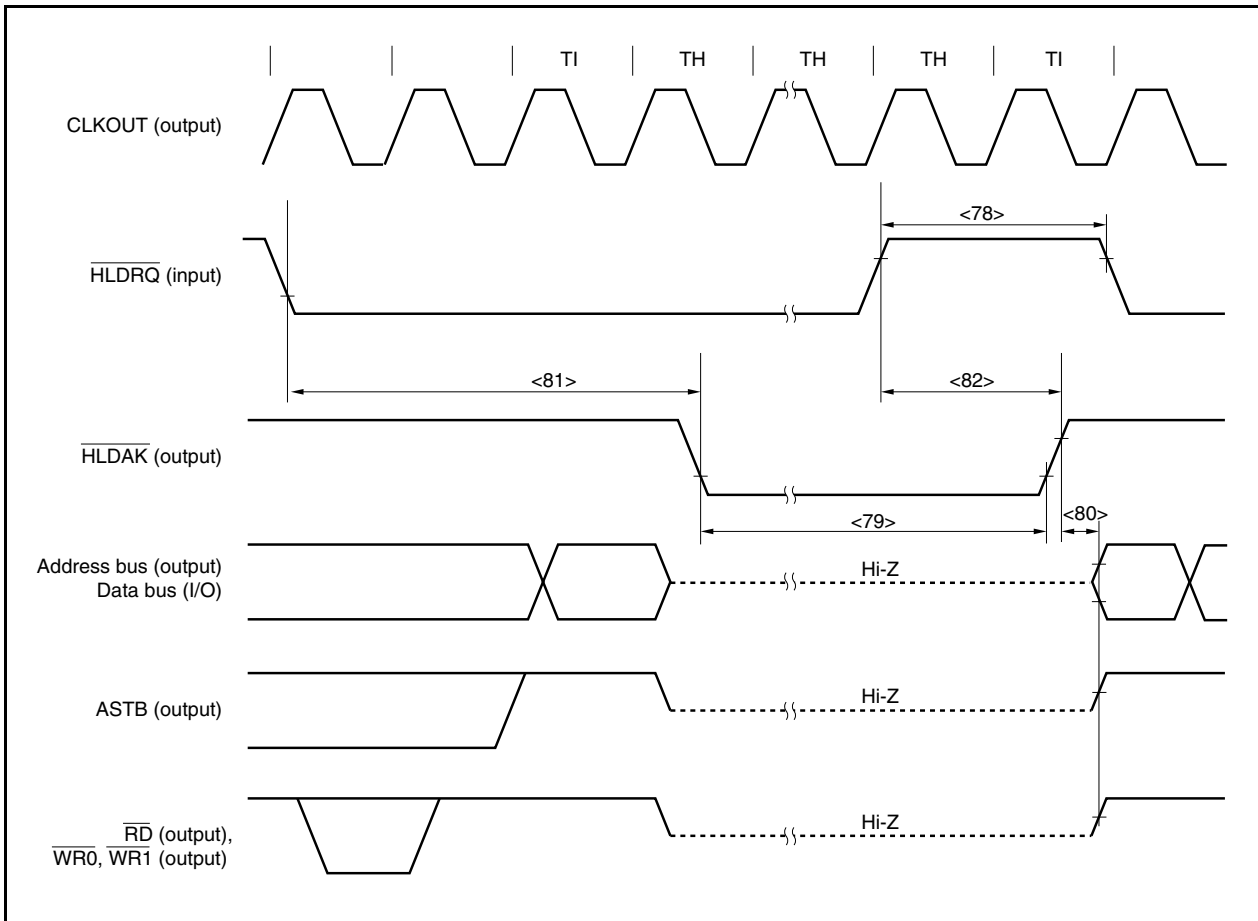 TI TH TH TH TI
CLKOUT (output)
<78>
HLDRQ (input)
<81> <82>
HLDAK (output)
<79> <80>
Address bus (output)
Data bus (I/O)
Hi-Z
ASTB (output)
Hi-Z
RD (output),
WR0, WR1 (output)
Hi-Z